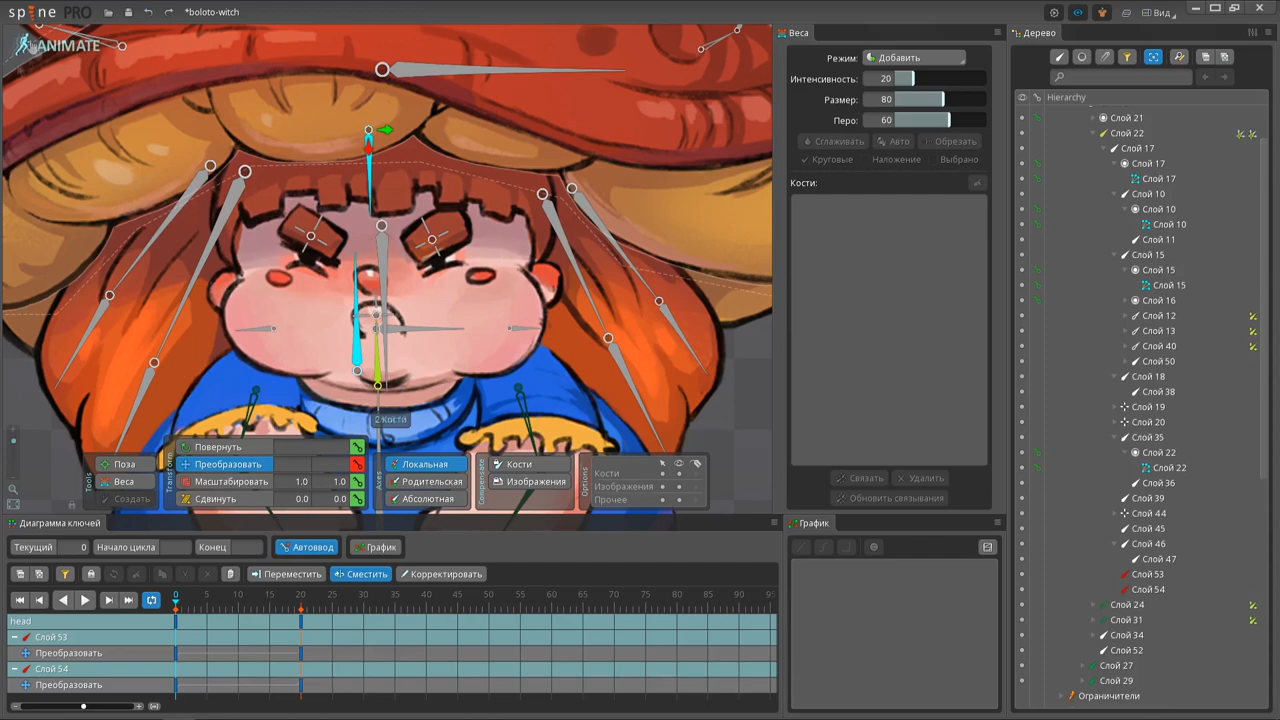 spine PRO
*boloto-witch
Вид
ANIMATE
2 Кости
Tools
Поза
Веса
Создать
Transform
Повернуть
Преобразовать
Масштабировать 1.0 1.0
Сдвинуть 0.0 0.0
Axes
Локальная
Родительская
Абсолютная
Compensate
Кости
Изображения
Options
Кости
Изображения
Прочее
Веса
Режим: Добавить
Интенсивность: 20
Размер: 80
Перо: 60
Сглаживать Авто Обрезать
Круговые Наложение Выбрано
Кости:
Связать Удалить
Обновить связывания
Дерево
Hierarchy
Слой 21
Слой 22
Слой 17
Слой 17
Слой 17
Слой 10
Слой 10
Слой 10
Слой 11
Слой 15
Слой 15
Слой 15
Слой 16
Слой 12
Слой 13
Слой 40
Слой 50
Слой 18
Слой 38
Слой 19
Слой 20
Слой 35
Слой 22
Слой 22
Слой 36
Слой 39
Слой 44
Слой 45
Слой 46
Слой 47
Слой 53
Слой 54
Слой 24
Слой 31
Слой 34
Слой 52
Слой 27
Слой 29
Ограничители
Диаграмма ключей
Текущий 0 Начало цикла Конец Автоввод График
Переместить Сместить Корректировать
0 5 10 15 20 25 30 35 40 45 50 55 60 65 70 75 80 85 90 95
head
Слой 53
Преобразовать
Слой 54
Преобразовать
График